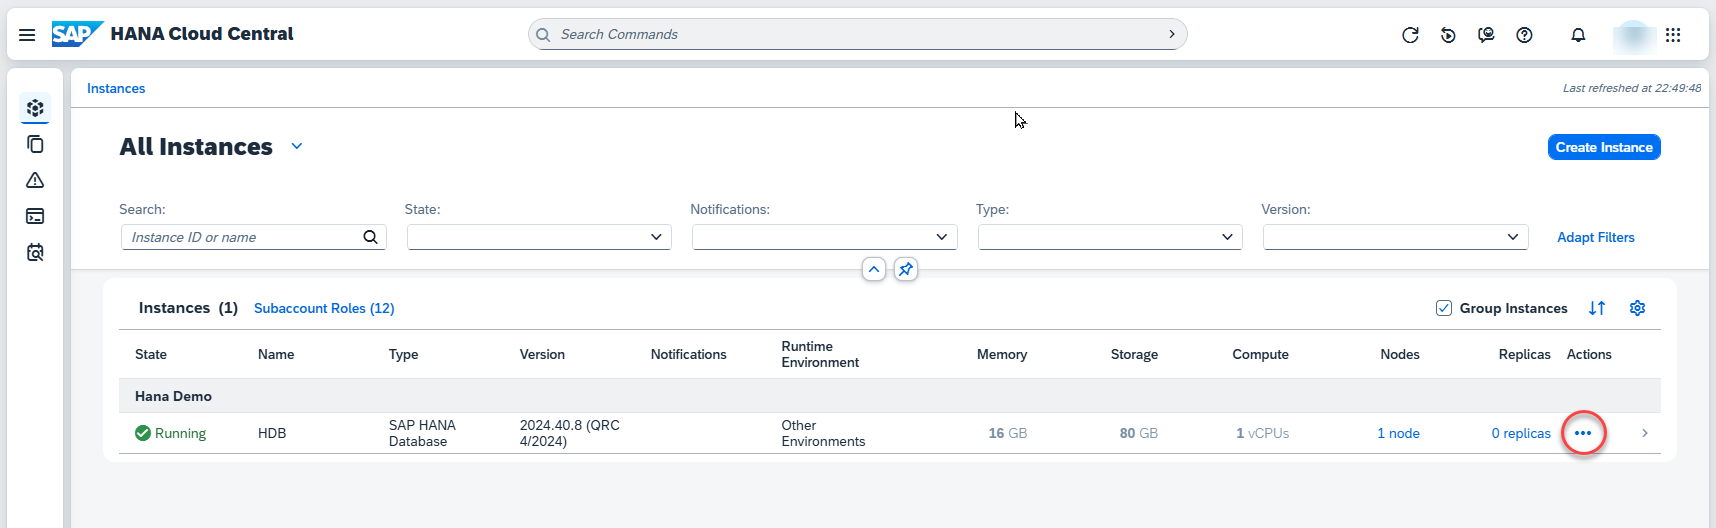 SAP HANA Cloud Central
Search Commands
Instances
Last refreshed at 22:49:48
All Instances
Create Instance
Search: State: Notifications: Type: Version:
Instance ID or name
Adapt Filters
Instances (1) Subaccount Roles (12)
Group Instances
State Name Type Version Notifications Runtime Environment Memory Storage Compute Nodes Replicas Actions
Hana Demo
Running HDB SAP HANA Database 2024.40.8 (QRC 4/2024) Other Environments 16 GB 80 GB 1 vCPUs 1 node 0 replicas